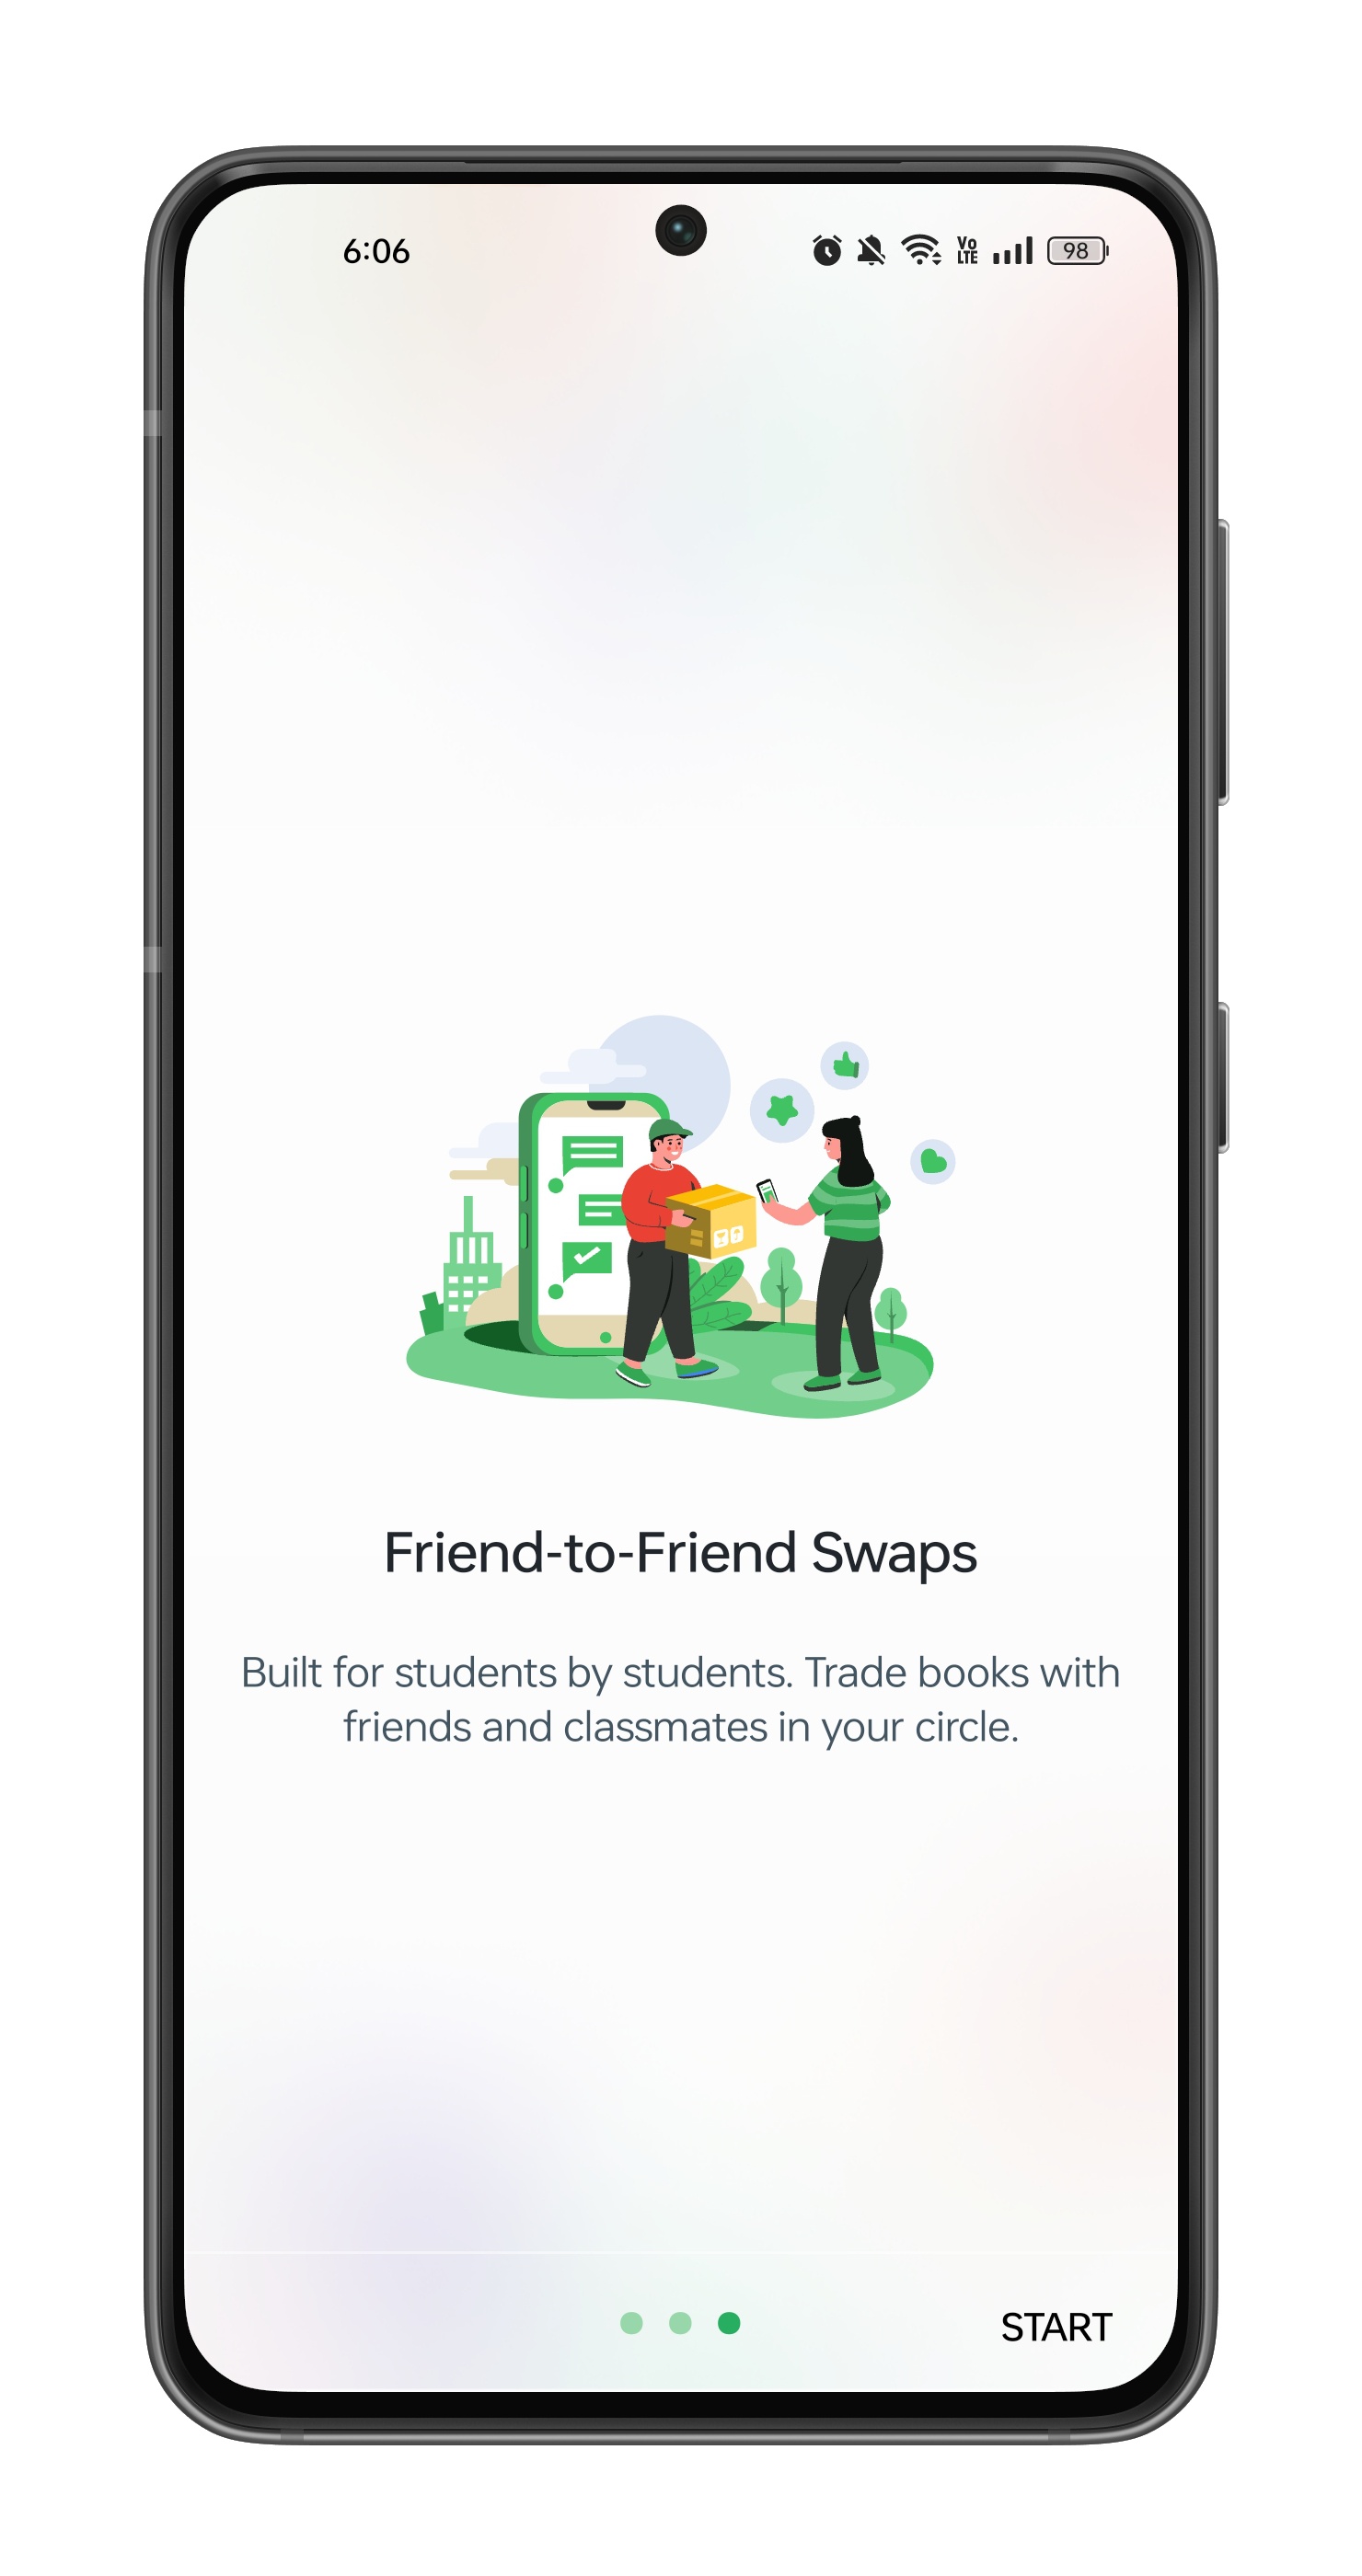 6:06
Vo
LTE
98
Friend-to-Friend Swaps
Built for students by students. Trade books with
friends and classmates in your circle.
START